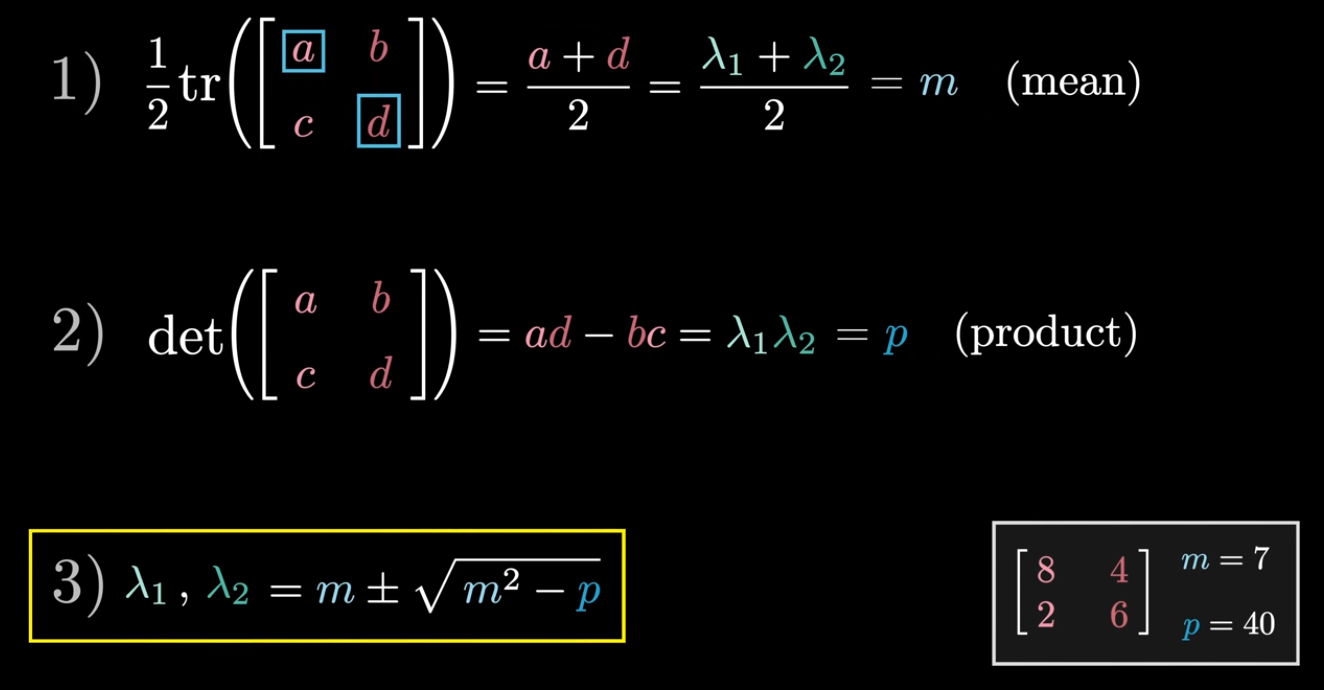 1) 1/2 tr([a b; c d]) = (a + d)/2 = (λ₁ + λ₂)/2 = m (mean)
2) det([a b; c d]) = ad − bc = λ₁λ₂ = p (product)
3) λ₁ , λ₂ = m ± √(m² − p)
[8 4; 2 6] m = 7
p = 40